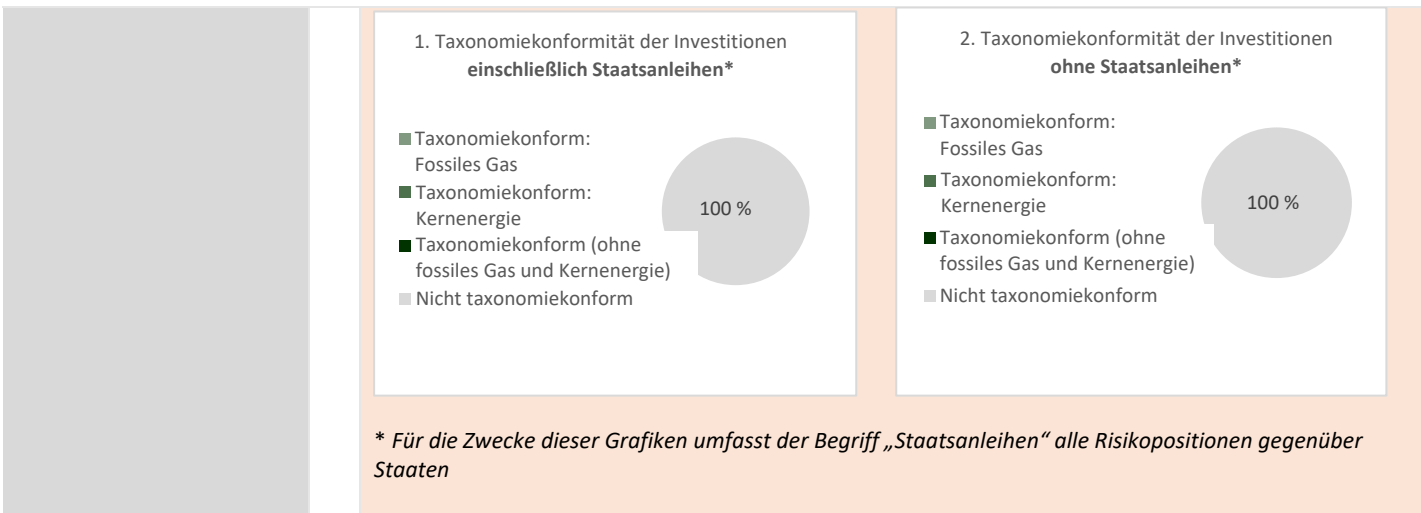 1. Taxonomiekonformität der Investitionen
einschließlich Staatsanleihen*
Taxonomiekonform:
Fossiles Gas
Taxonomiekonform:
Kernenergie
Taxonomiekonform (ohne
fossiles Gas und Kernenergie)
Nicht taxonomiekonform
100 %
2. Taxonomiekonformität der Investitionen
ohne Staatsanleihen*
Taxonomiekonform:
Fossiles Gas
Taxonomiekonform:
Kernenergie
Taxonomiekonform (ohne
fossiles Gas und Kernenergie)
Nicht taxonomiekonform
100 %
* Für die Zwecke dieser Grafiken umfasst der Begriff „Staatsanleihen“ alle Risikopositionen gegenüber
Staaten